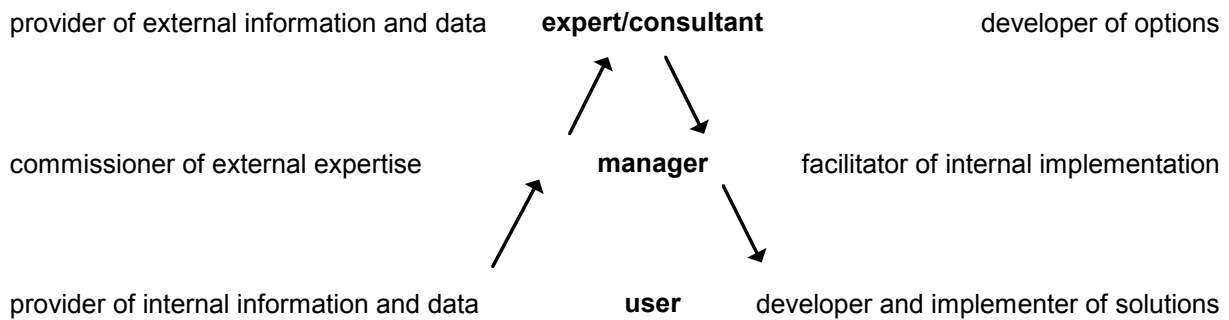 provider of external information and data expert/consultant developer of options
commissioner of external expertise manager facilitator of internal implementation
provider of internal information and data user developer and implementer of solutions